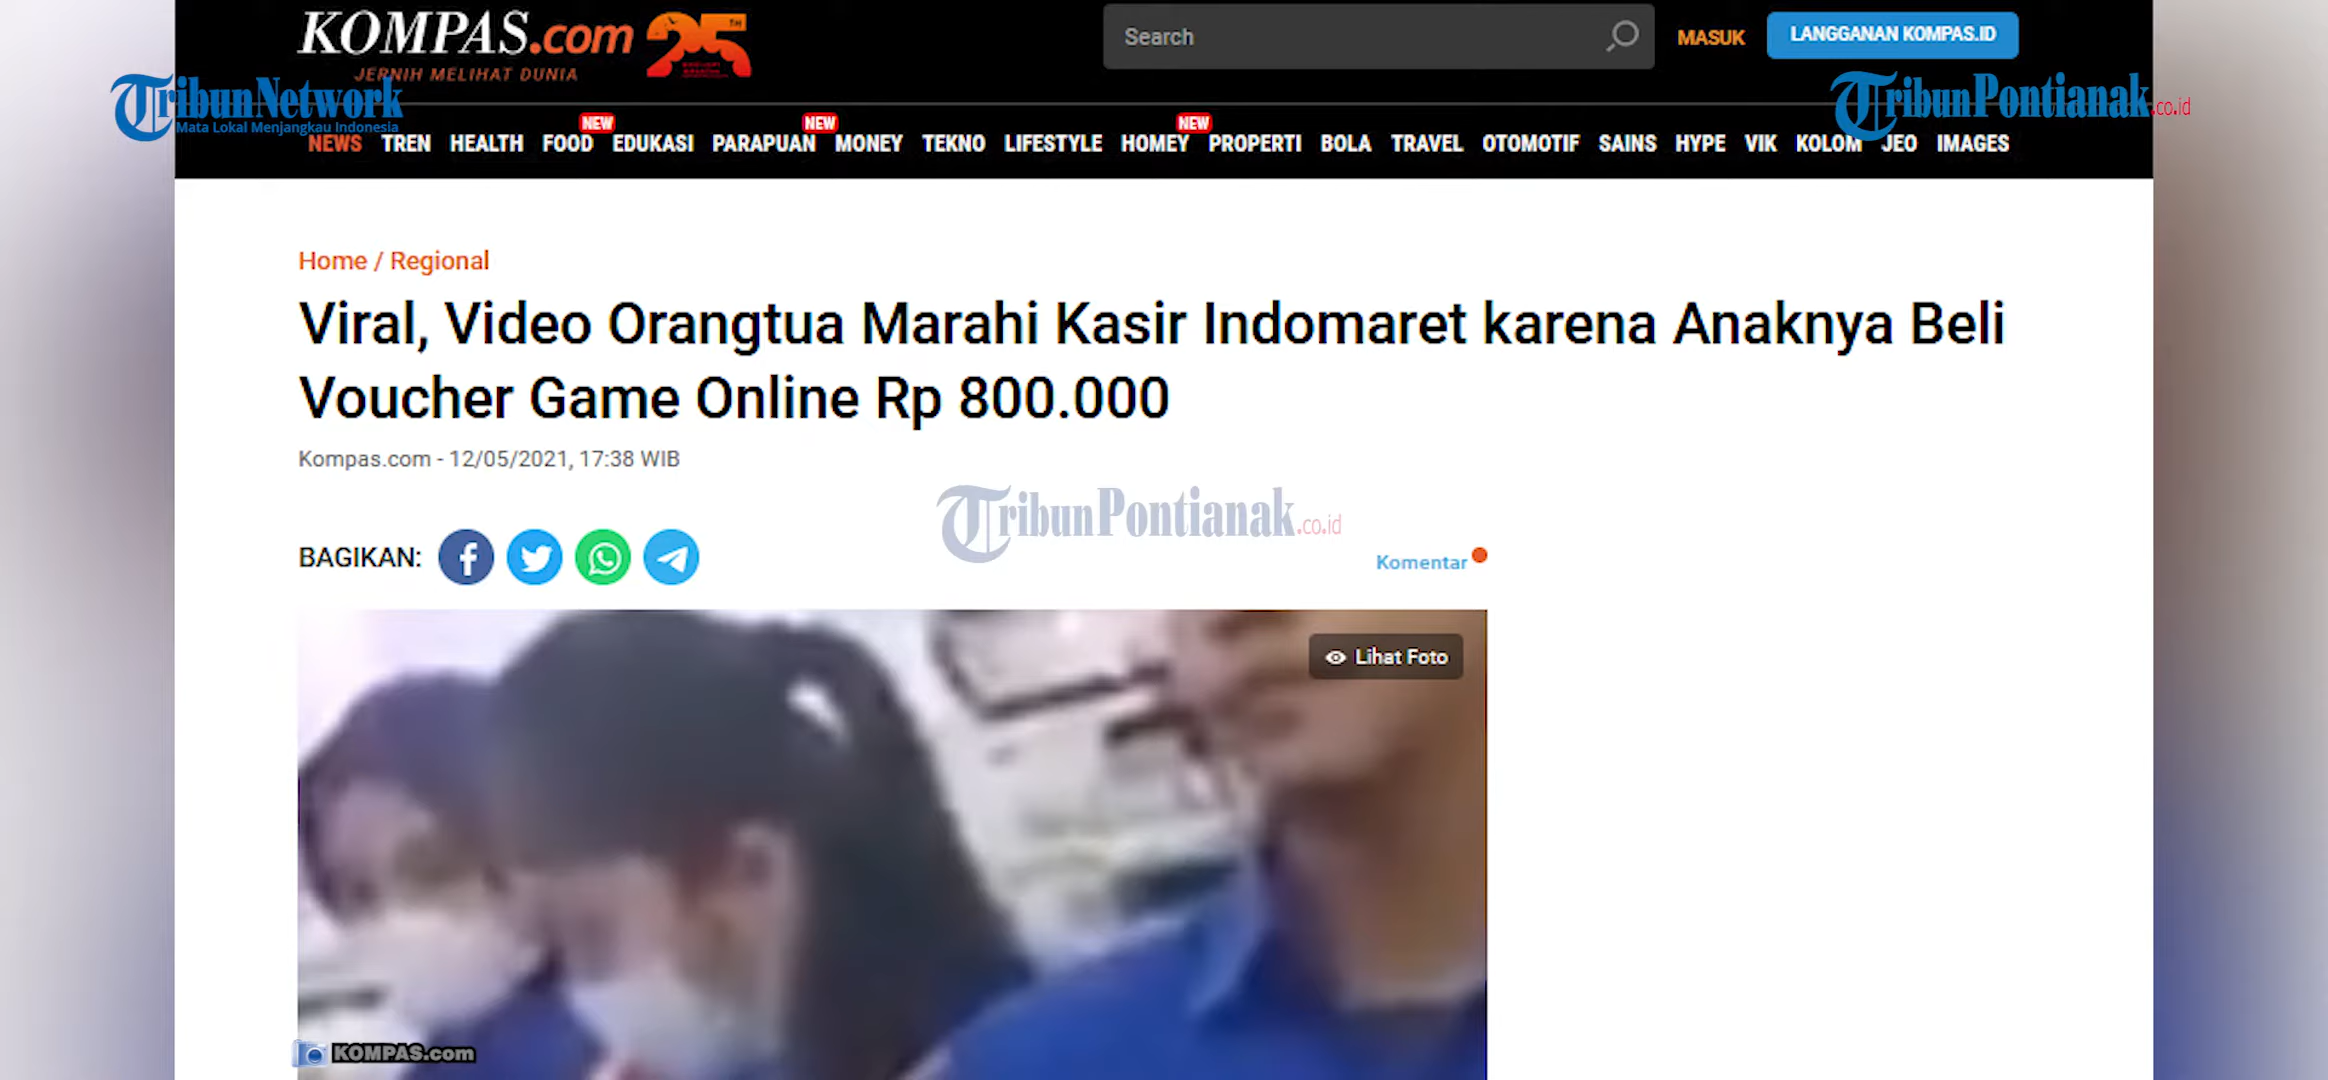 KOMPAS.com 25TH
JERNIH MELIHAT DUNIA
Search
MASUK
LANGGANAN KOMPAS.ID
TribunNetwork
Mata Lokal Menjangkau Indonesia
TribunPontianak.co.id
NEW NEW NEW
NEWS TREN HEALTH FOOD EDUKASI PARAPUAN MONEY TEKNO LIFESTYLE HOMEY PROPERTI BOLA TRAVEL OTOMOTIF SAINS HYPE VIK KOLOM JEO IMAGES
Home / Regional
Viral, Video Orangtua Marahi Kasir Indomaret karena Anaknya Beli
Voucher Game Online Rp 800.000
Kompas.com - 12/05/2021, 17:38 WIB
TribunPontianak.co.id
BAGIKAN:
Komentar
Lihat Foto
KOMPAS.com